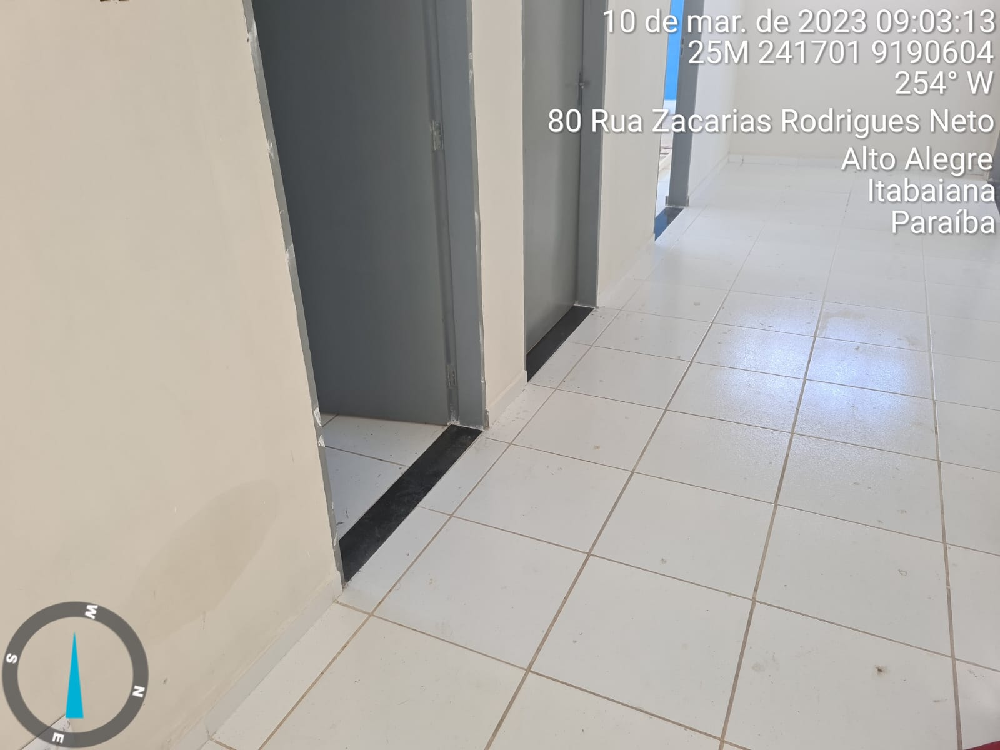 10 de mar. de 2023 09:03:13
25M 241701 9190604
254° W
80 Rua Zacarias Rodrigues Neto
Alto Alegre
Itabaiana
Paraíba
W
S
N
E